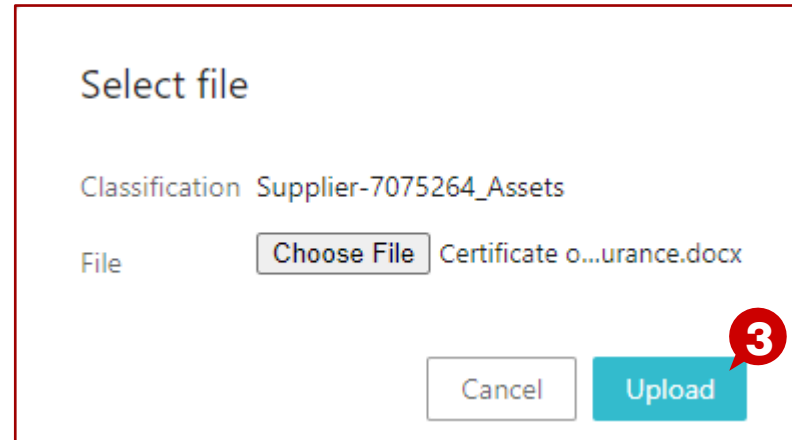 Select file
Classification Supplier-7075264_Assets
File Choose File Certificate o...urance.docx
3
Cancel Upload